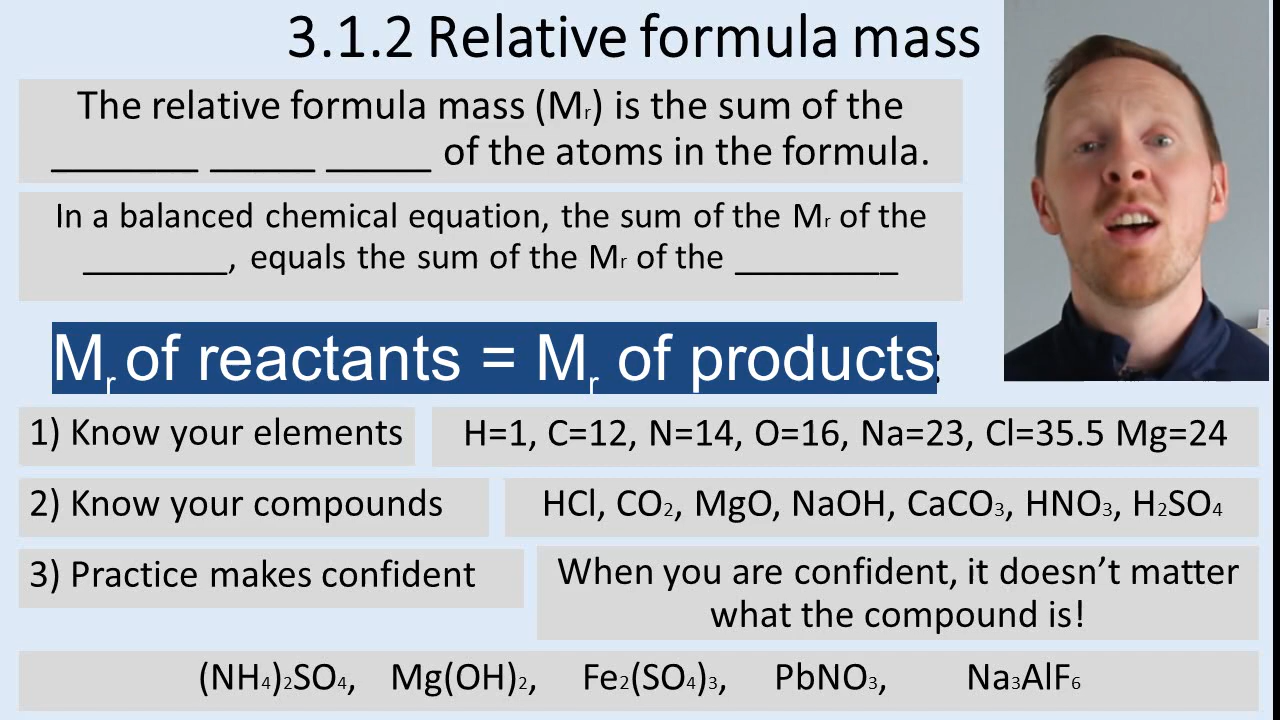 3.1.2 Relative formula mass
The relative formula mass (Mᵣ) is the sum of the
_______ _____ _____ of the atoms in the formula.
In a balanced chemical equation, the sum of the Mᵣ of the
________, equals the sum of the Mᵣ of the _________
Mᵣ of reactants = Mᵣ of products:
1) Know your elements
H=1, C=12, N=14, O=16, Na=23, Cl=35.5 Mg=24
2) Know your compounds
HCl, CO₂, MgO, NaOH, CaCO₃, HNO₃, H₂SO₄
3) Practice makes confident
When you are confident, it doesn’t matter
what the compound is!
(NH₄)₂SO₄, Mg(OH)₂, Fe₂(SO₄)₃, PbNO₃, Na₃AlF₆